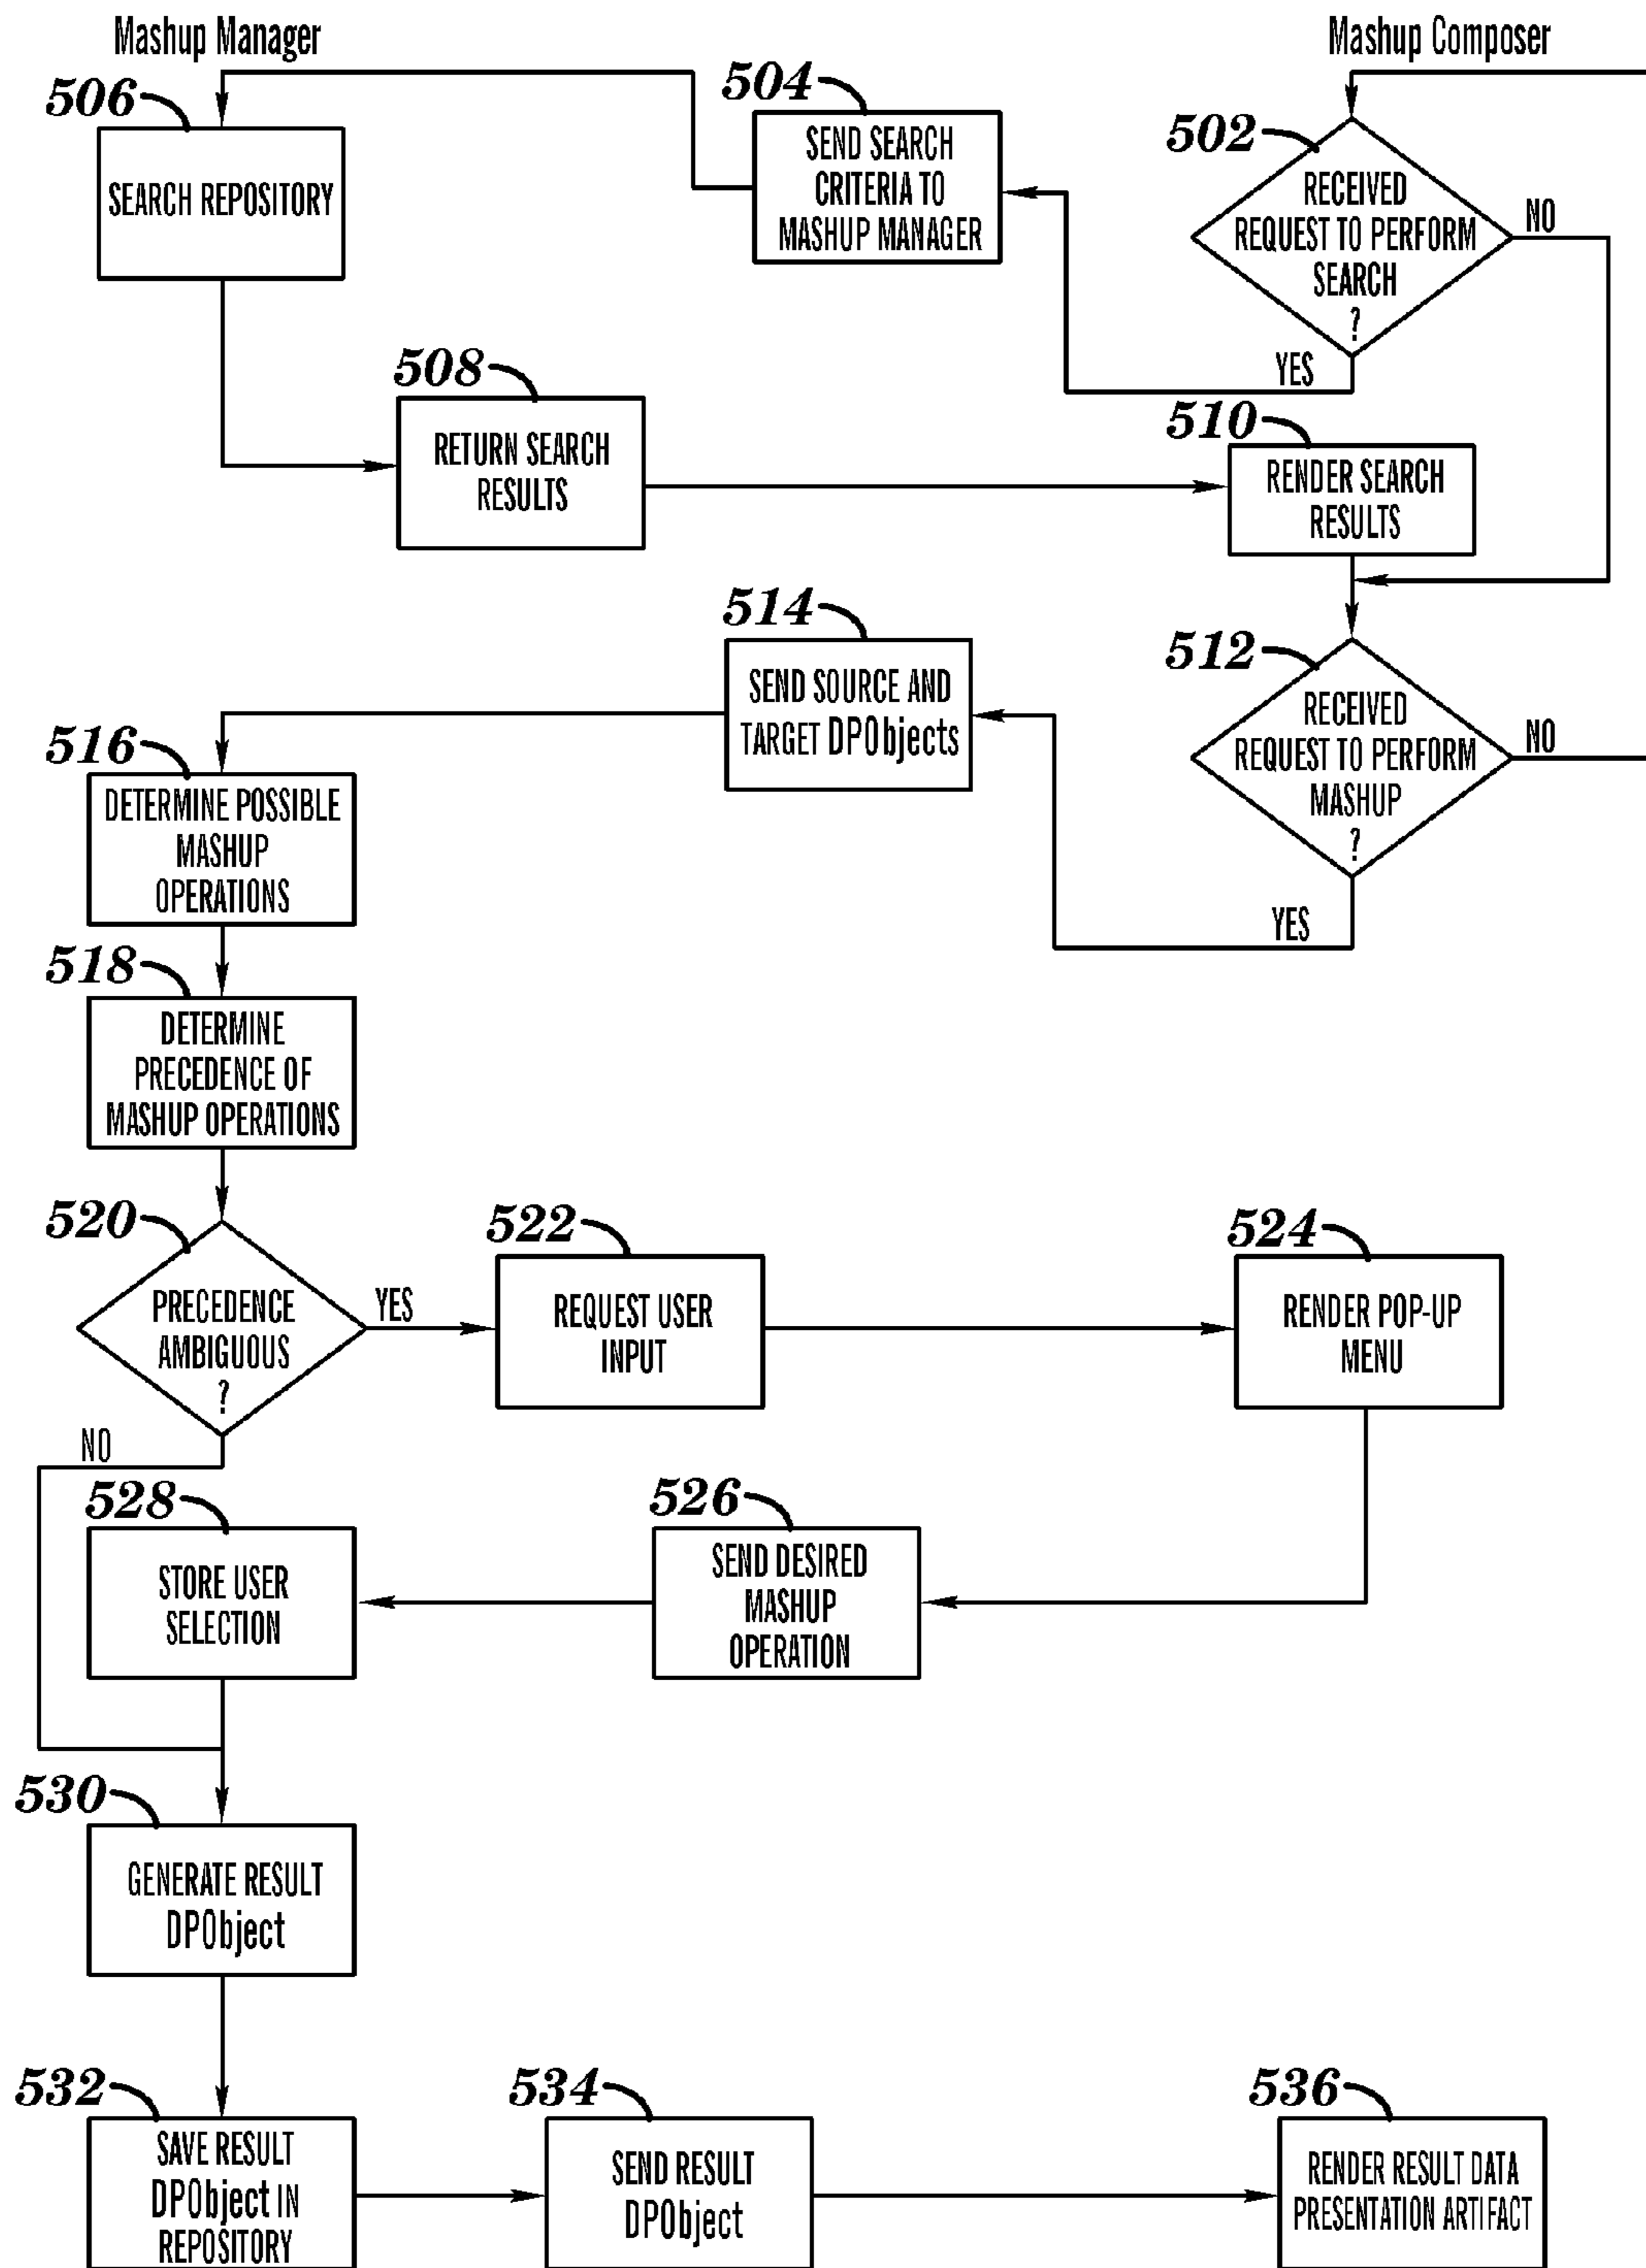 Mashup Manager
Mashup Composer
506
SEARCH REPOSITORY
504
SEND SEARCH
CRITERIA TO
MASHUP MANAGER
502
RECEIVED
REQUEST TO PERFORM
SEARCH
?
NO
YES
508
RETURN SEARCH
RESULTS
510
RENDER SEARCH
RESULTS
514
SEND SOURCE AND
TARGET DPObjects
512
RECEIVED
REQUEST TO PERFORM
MASHUP
?
NO
YES
516
DETERMINE POSSIBLE
MASHUP
OPERATIONS
518
DETERMINE
PRECEDENCE OF
MASHUP OPERATIONS
520
PRECEDENCE
AMBIGUOUS
?
YES
NO
522
REQUEST USER
INPUT
524
RENDER POP-UP
MENU
528
STORE USER
SELECTION
526
SEND DESIRED
MASHUP
OPERATION
530
GENERATE RESULT
DPObject
532
SAVE RESULT
DPObject IN
REPOSITORY
534
SEND RESULT
DPObject
536
RENDER RESULT DATA
PRESENTATION ARTIFACT